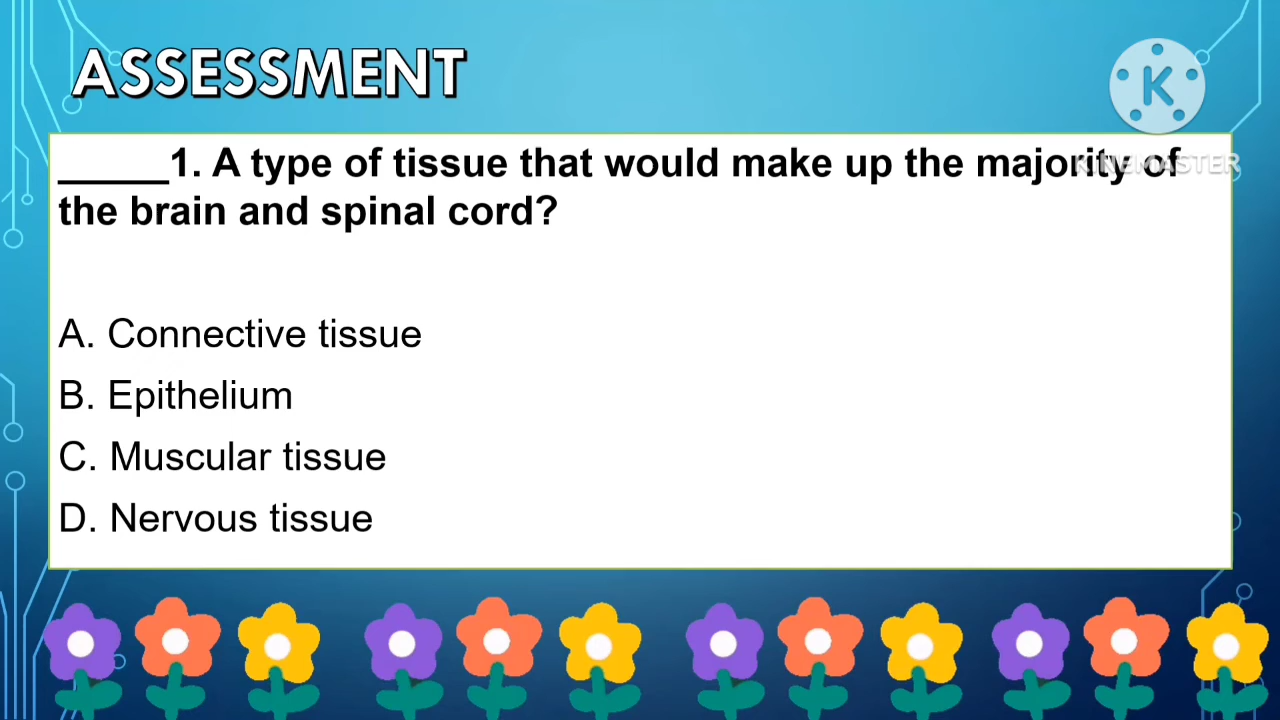 ASSESSMENT
K
KINEMASTER
_____1. A type of tissue that would make up the majority of
the brain and spinal cord?
A. Connective tissue
B. Epithelium
C. Muscular tissue
D. Nervous tissue